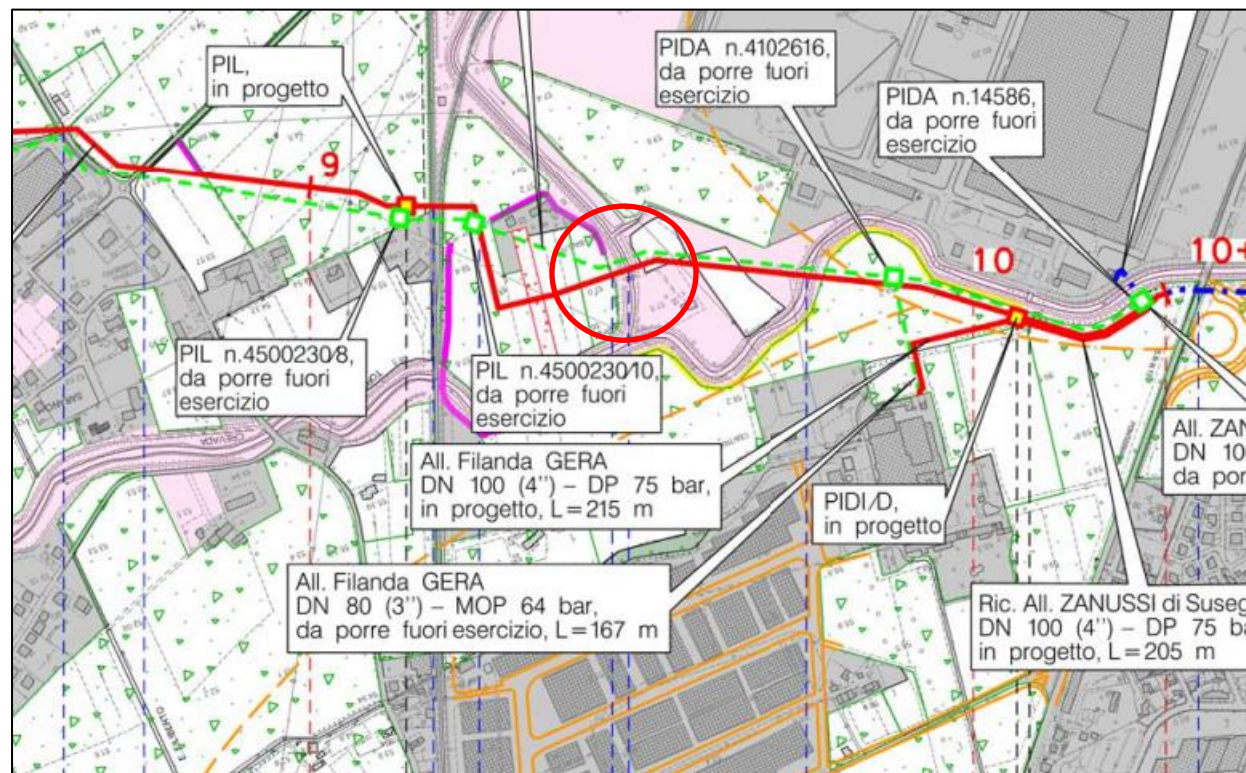 PIL,
in progetto
PIDA n.4102616,
da porre fuori
esercizio
PIDA n.14586,
da porre fuori
esercizio
9
10
10+
PIL n.4500230/8,
da porre fuori
esercizio
PIL n.4500230/10,
da porre fuori
esercizio
All. Filanda GERA
DN 100 (4'') – DP 75 bar,
in progetto, L=215 m
PIDI/D,
in progetto
All. ZAN
DN 10
da por
All. Filanda GERA
DN 80 (3'') – MOP 64 bar,
da porre fuori esercizio, L=167 m
Ric. All. ZANUSSI di Suseg
DN 100 (4'') – DP 75 ba
in progetto, L=205 m
CREVADA